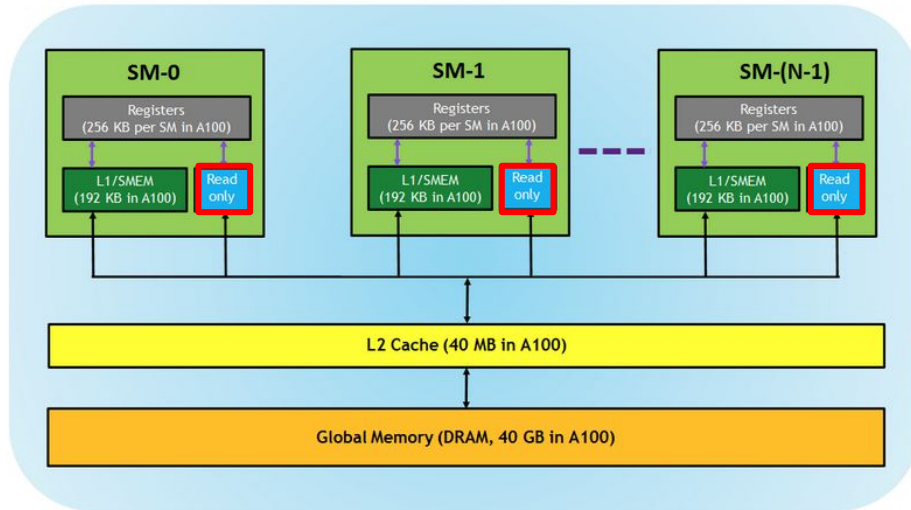 SM-0
Registers
(256 KB per SM in A100)
L1/SMEM
(192 KB in A100)
Read
only
SM-1
Registers
(256 KB per SM in A100)
L1/SMEM
(192 KB in A100)
Read
only
SM-(N-1)
Registers
(256 KB per SM in A100)
L1/SMEM
(192 KB in A100)
Read
only
L2 Cache (40 MB in A100)
Global Memory (DRAM, 40 GB in A100)